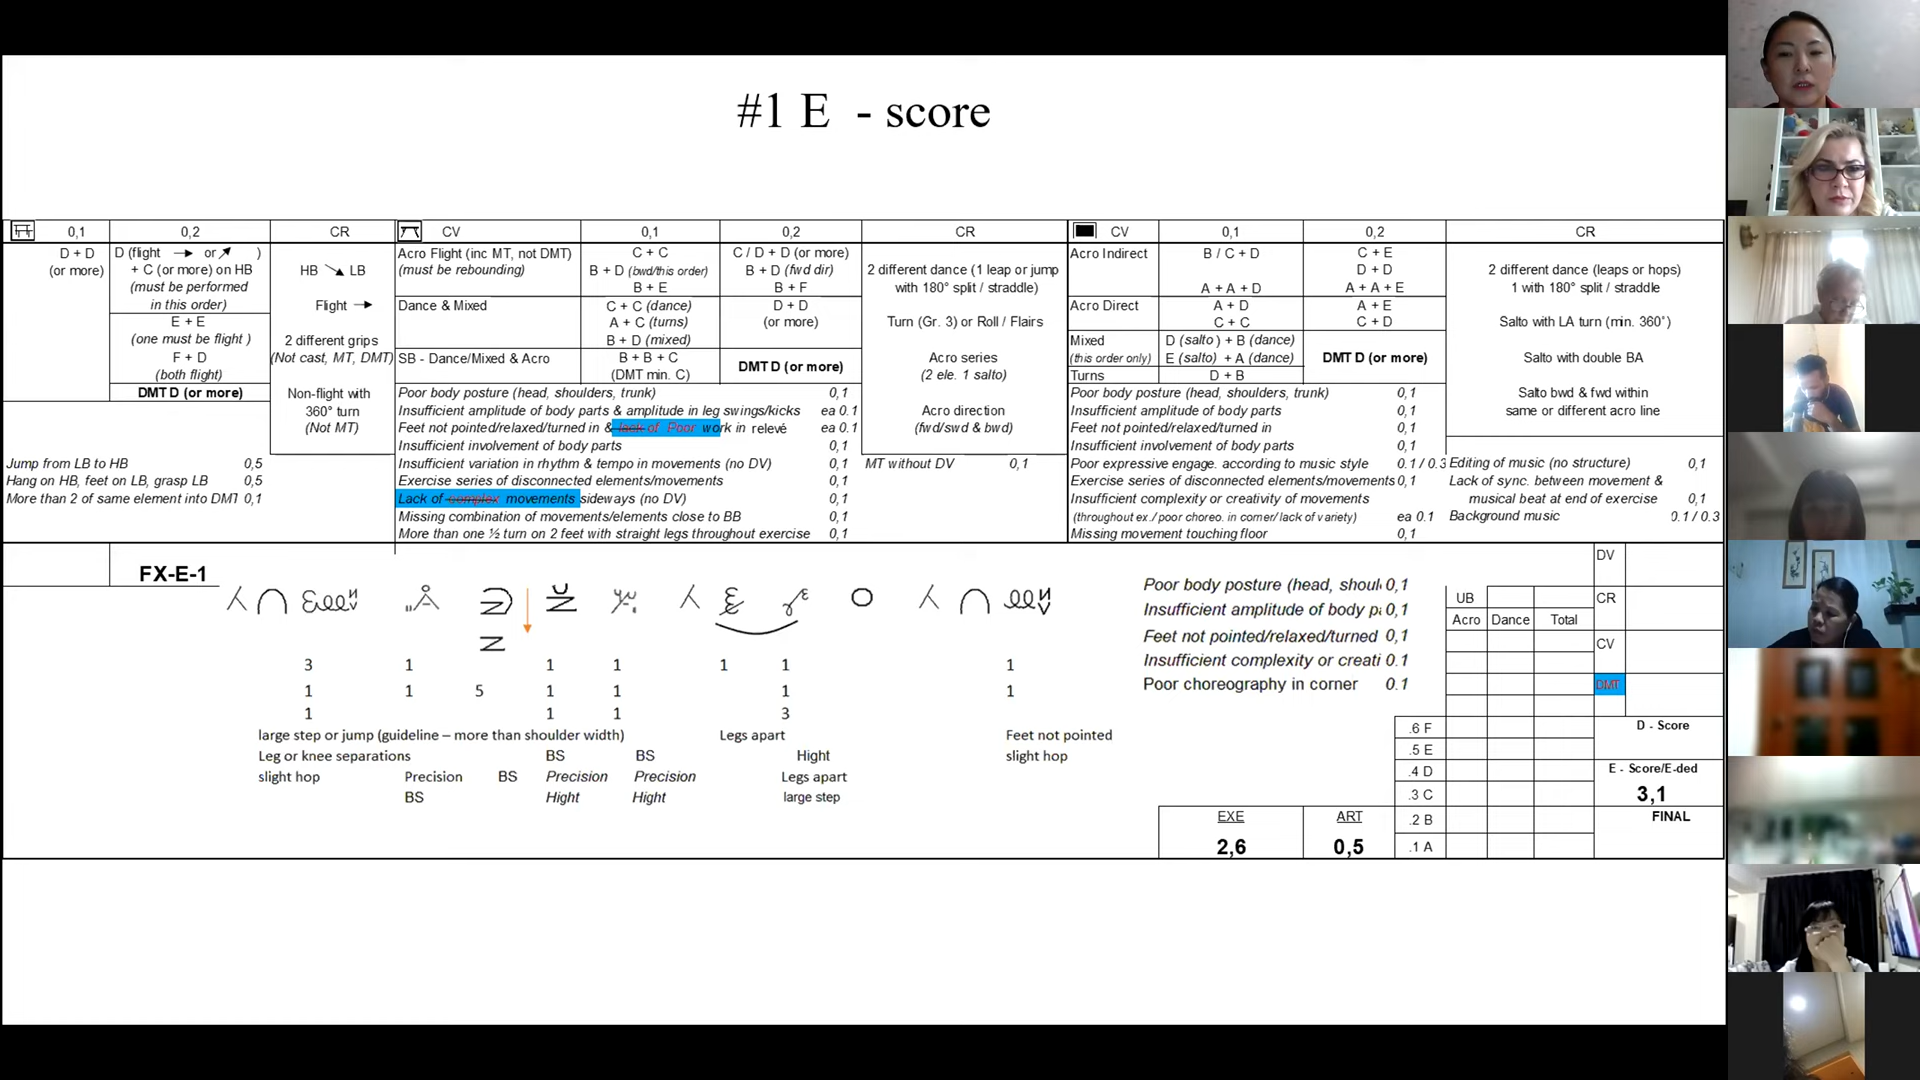 #1 E - score
0,1 0,2 CR CV 0,1 0,2 CR CV 0,1 0,2 CR
D + D
(or more)
D (flight → or ↗ )
+ C (or more) on HB
(must be performed
in this order)
E + E
(one must be flight )
F + D
(both flight)
DMT D (or more)
HB ↘ LB
Flight →
2 different grips
(Not cast, MT, DMT)
Non-flight with
360° turn
(Not MT)
Jump from LB to HB 0,5
Hang on HB, feet on LB, grasp LB 0,5
More than 2 of same element into DMT 0,1
Acro Flight (inc MT, not DMT)
(must be rebounding)
C + C
B + D (bwd/this order)
B + E
C / D + D (or more)
B + D (fwd dir)
B + F
Dance & Mixed
C + C (dance)
A + C (turns)
B + D (mixed)
D + D
(or more)
SB - Dance/Mixed & Acro
B + B + C
(DMT min. C)
DMT D (or more)
Poor body posture (head, shoulders, trunk) 0,1
Insufficient amplitude of body parts & amplitude in leg swings/kicks ea 0.1
Feet not pointed/relaxed/turned in & lack of Poor work in relevé ea 0.1
Insufficient involvement of body parts 0,1
Insufficient variation in rhythm & tempo in movements (no DV) 0,1
Exercise series of disconnected elements/movements 0,1
Lack of complex movements sideways (no DV) 0,1
Missing combination of movements/elements close to BB 0,1
More than one ½ turn on 2 feet with straight legs throughout exercise 0,1
2 different dance (1 leap or jump
with 180° split / straddle)
Turn (Gr. 3) or Roll / Flairs
Acro series
(2 ele. 1 salto)
Acro direction
(fwd/swd & bwd)
MT without DV 0,1
Acro Indirect
B / C + D
A + A + D
C + E
D + D
A + A + E
Acro Direct
A + D
C + C
A + E
C + D
Mixed
(this order only)
D (salto ) + B (dance)
E (salto) + A (dance)
DMT D (or more)
Turns D + B
Poor body posture (head, shoulders, trunk) 0,1
Insufficient amplitude of body parts 0,1
Feet not pointed/relaxed/turned in 0,1
Insufficient involvement of body parts 0,1
Poor expressive engage. according to music style 0.1 / 0.3
Exercise series of disconnected elements/movements 0,1
Insufficient complexity or creativity of movements
(throughout ex./ poor choreo. in corner/ lack of variety) ea 0.1
Missing movement touching floor 0,1
2 different dance (leaps or hops)
1 with 180° split / straddle
Salto with LA turn (min. 360°)
Salto with double BA
Salto bwd & fwd within
same or different acro line
Editing of music (no structure) 0,1
Lack of sync. between movement &
musical beat at end of exercise 0,1
Background music 0.1 / 0.3
FX-E-1
3 1 1 1 1 1 1
1 1 5 1 1 1 1
1 1 1 3
large step or jump (guideline – more than shoulder width) Legs apart Feet not pointed
Leg or knee separations BS BS Hight slight hop
slight hop Precision BS Precision Precision Legs apart
BS Hight Hight large step
Poor body posture (head, shoul 0,1
Insufficient amplitude of body p 0,1
Feet not pointed/relaxed/turned 0,1
Insufficient complexity or creati 0.1
Poor choreography in corner 0.1
UB
Acro Dance Total
DV
CR
CV
DMT
.6 F
.5 E
.4 D
.3 C
.2 B
.1 A
D - Score
E - Score/E-ded
3,1
FINAL
EXE ART
2,6 0,5